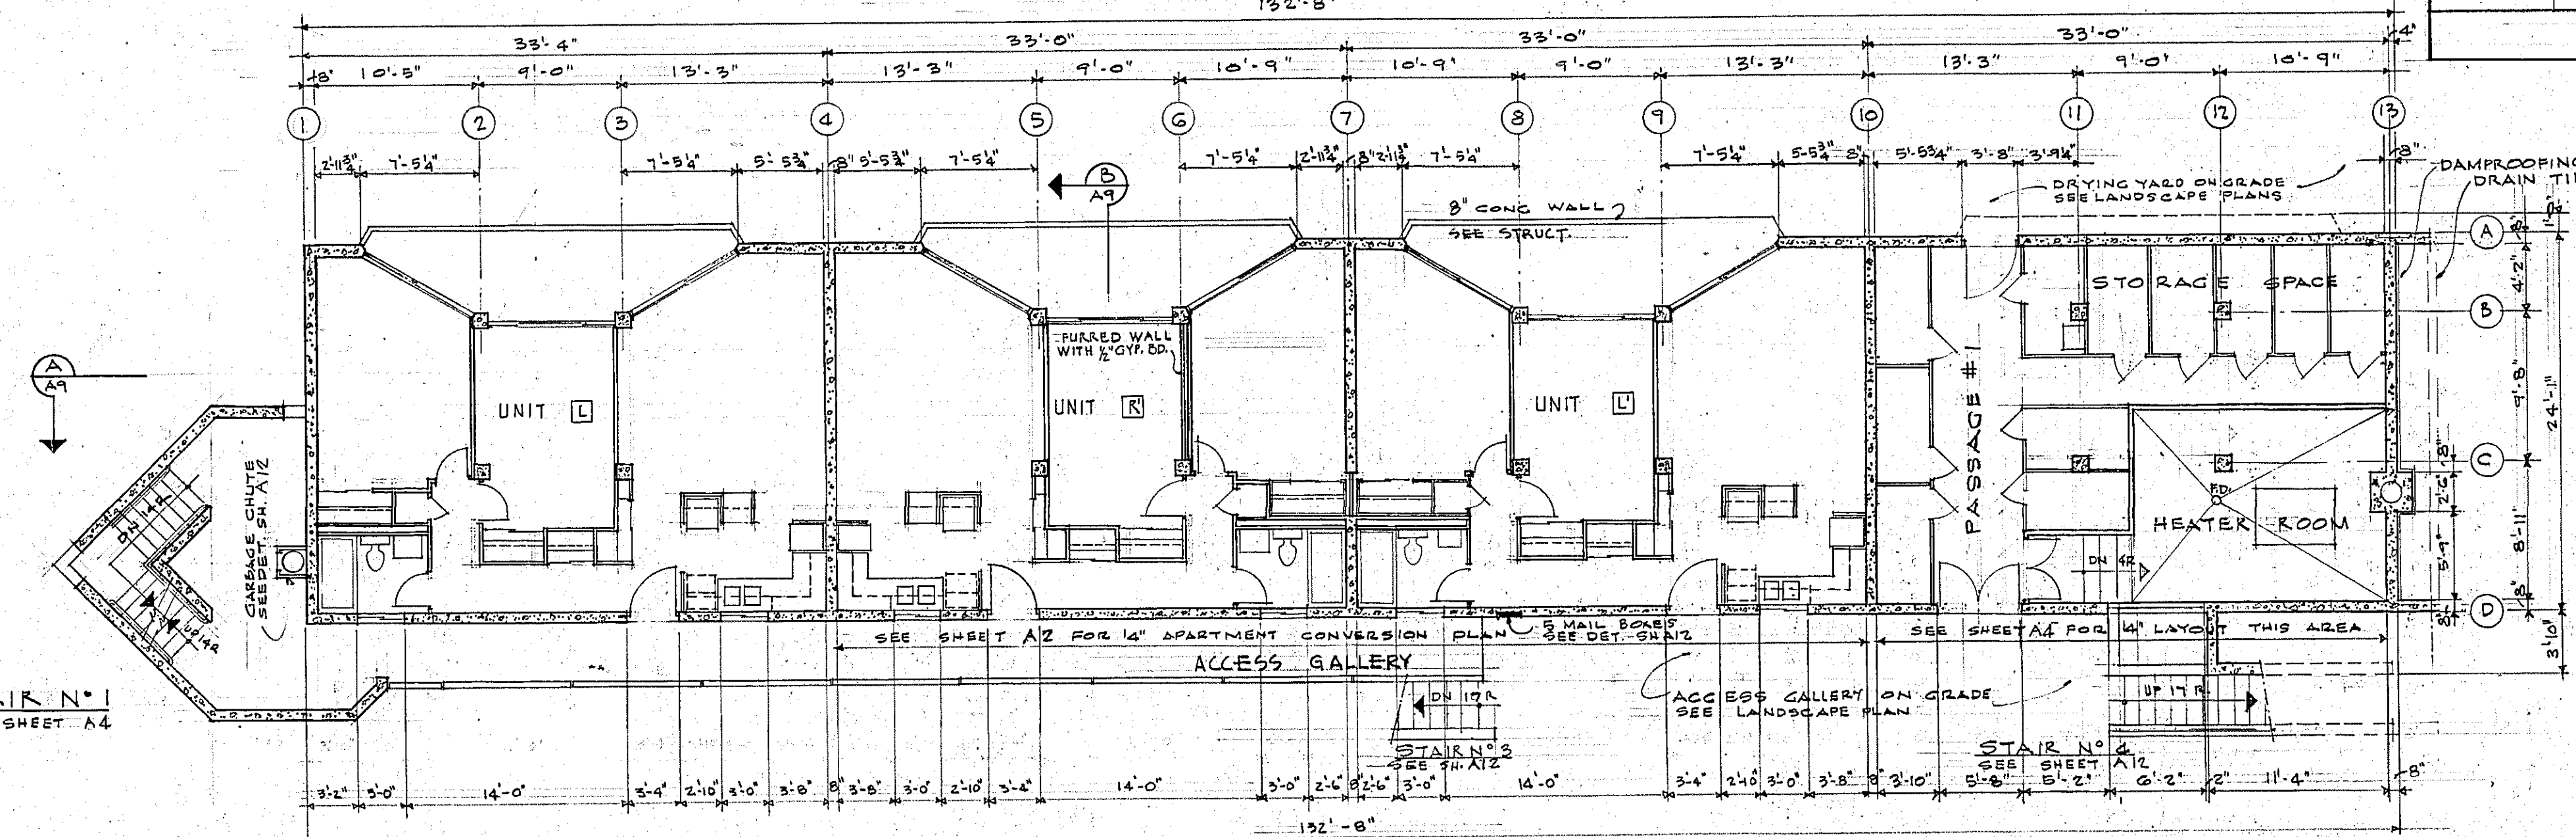 132'-8"
33'-4" 33'-0" 33'-0" 33'-0" 4"
8" 10'-5" 9'-0" 13'-3" 13'-3" 9'-0" 10'-9" 10'-9" 9'-0" 13'-3" 13'-3" 9'-0" 10'-9"
1 2 3 4 5 6 7 8 9 10 11 12 13
2'-11¾" 7'-5¼" 7'-5¼" 5'-5¾" 8" 5'-5¾" 7'-5¼" 7'-5¼" 2'-11¾" 8" 2'-11¾" 7'-5¼" 7'-5¼" 5'-5¾" 8" 5'-5¾" 3'-8" 3'-9¼" 8"
B
A9
DAMPROOFING
DRAIN
DRYING YARD ON GRADE
SEE LANDSCAPE PLANS
8" CONC WALL
SEE STRUCT.
A
B
C
D
8"
4'-2"
9'-8"
24'-1"
8"
2'-6"
8'-11"
5'-9"
8"
8"
3'-10"
STORAGE SPACE
FURRED WALL
WITH ½" GYP. BD.
A
A9
UNIT L
UNIT R'
UNIT L'
PASSAGE #1
GARBAGE CHUTE
SEE DET. SH. A12
DN 14R
UP 14R
F.D.
HEATER ROOM
DN 4R
SEE SHEET A2 FOR ¼" APARTMENT CONVERSION PLAN
5 MAIL BOXES
SEE DET. SH A12
SEE SHEET A4 FOR ¼" LAYOUT THIS AREA
ACCESS GALLERY
ACCESS GALLERY ON GRADE
SEE LANDSCAPE PLAN
DN 17R
UP 17R
AIR Nº 1
SHEET A4
STAIR Nº 3
SEE SH. A12
STAIR Nº 4
SEE SHEET A12
3'-2" 3'-0" 14'-0" 3'-4" 2'-10" 3'-0" 3'-8" 8" 3'-8" 3'-0" 2'-10" 3'-4" 14'-0" 3'-0" 2'-6" 8" 2'-6" 3'-0" 14'-0" 3'-4" 2'-10" 3'-0" 3'-8" 8" 3'-10" 5'-8" 5'-2" 6'-2" 2" 11'-4" 8"
132'-8"